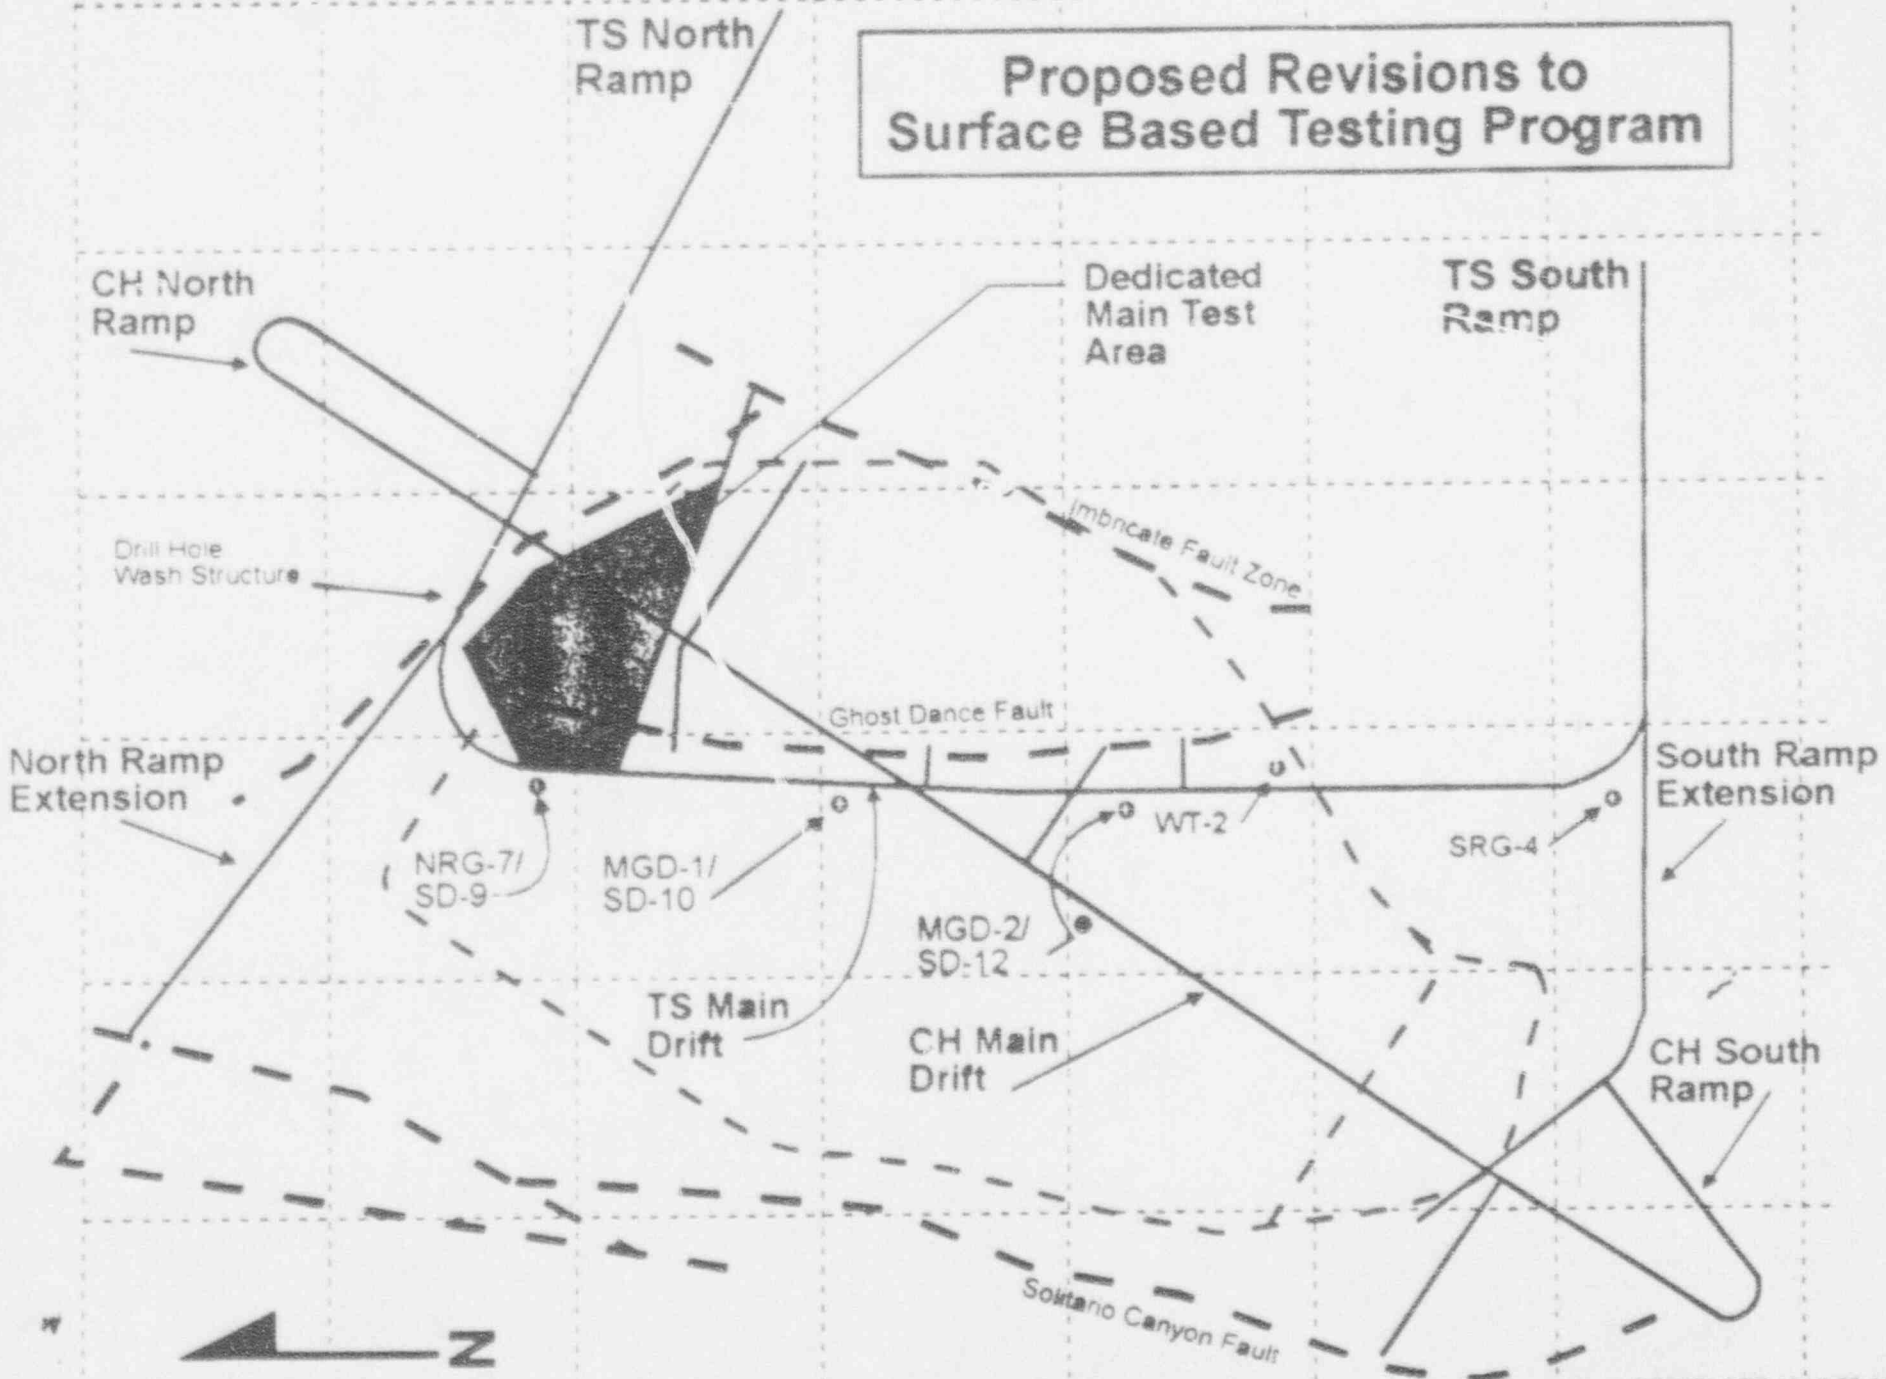 TS North
Ramp
Proposed Revisions to
Surface Based Testing Program
CH North
Ramp
Dedicated
Main Test
Area
TS South
Ramp
Imbricate Fault Zone
Drill Hole
Wash Structure
Ghost Dance Fault
North Ramp
Extension
South Ramp
Extension
NRG-7/
SD-9
MGD-1/
SD-10
WT-2
SRG-4
MGD-2/
SD-12
TS Main
Drift
CH Main
Drift
CH South
Ramp
Solitario Canyon Fault
N